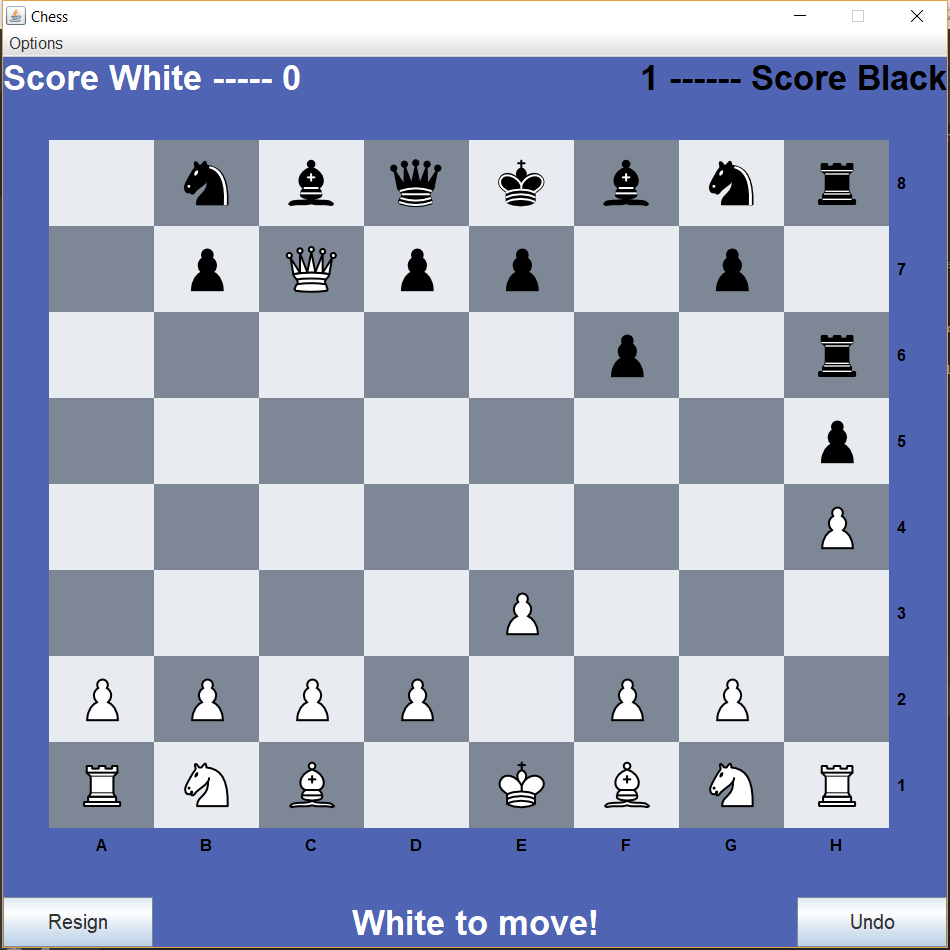 Chess
Options
Score White ----- 0
1 ------ Score Black
8
7
6
5
4
3
2
1
A B C D E F G H
Resign
White to move!
Undo